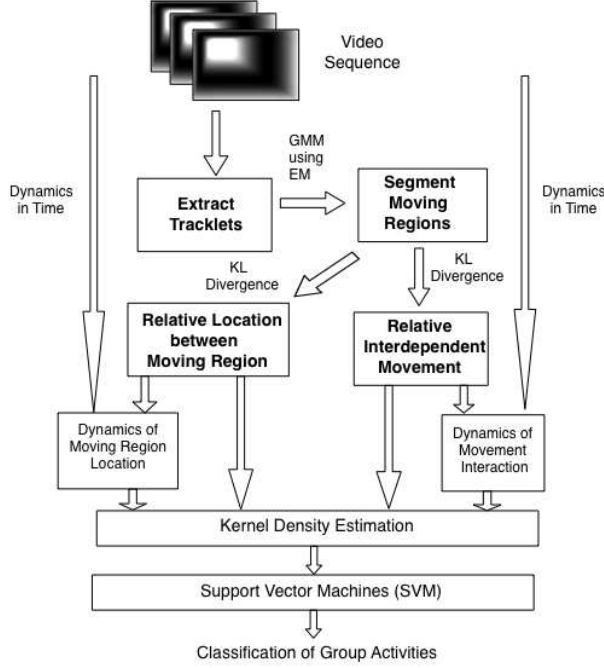 Video
Sequence
GMM
using
EM
Dynamics
in Time
Extract
Tracklets
Segment
Moving
Regions
Dynamics
in Time
KL
Divergence
KL
Divergence
Relative Location
between
Moving Region
Relative
Interdependent
Movement
Dynamics of
Moving Region
Location
Dynamics of
Movement
Interaction
Kernel Density Estimation
Support Vector Machines (SVM)
Classification of Group Activities